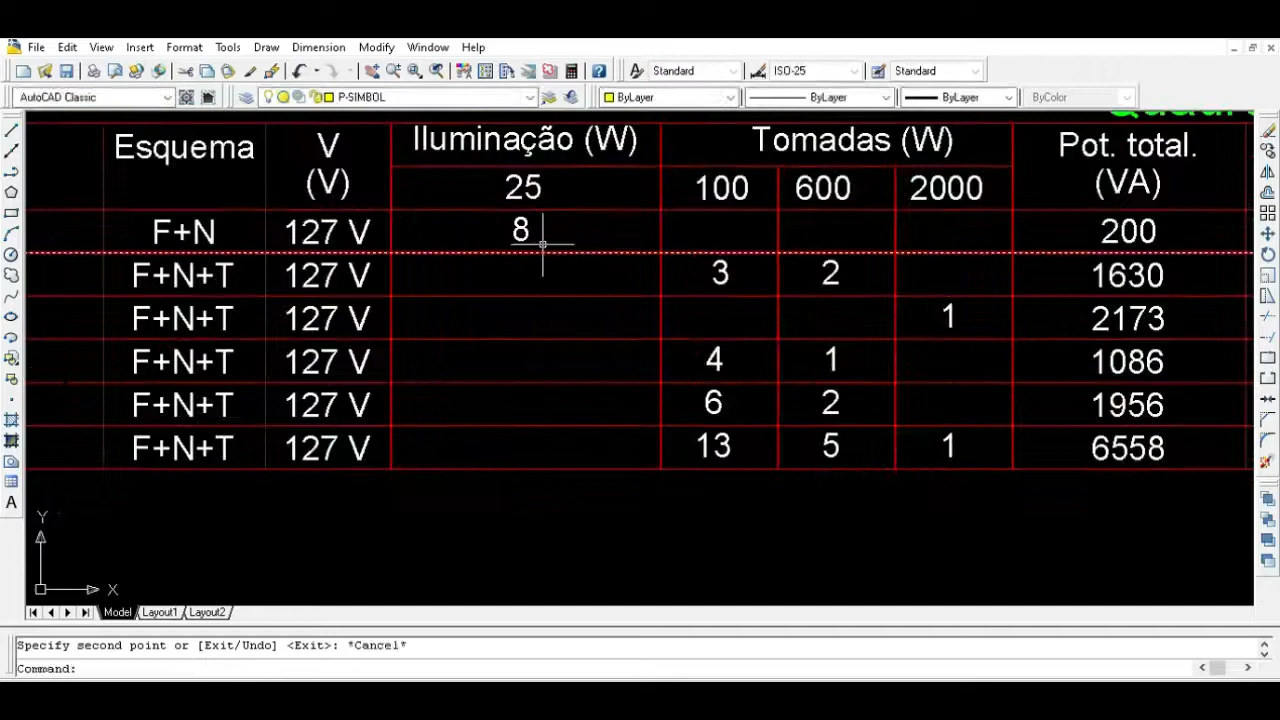 File Edit View Insert Format Tools Draw Dimension Modify Window Help
Standard ISO-25 Standard
AutoCAD Classic P-SIMBOL ByLayer ByLayer ByLayer ByColor
Esquema V (V) Iluminação (W) Tomadas (W) Pot. total. (VA)
25 100 600 2000
F+N 127 V 8 200
F+N+T 127 V 3 2 1630
F+N+T 127 V 1 2173
F+N+T 127 V 4 1 1086
F+N+T 127 V 6 2 1956
F+N+T 127 V 13 5 1 6558
Y
X
Model Layout1 Layout2
Specify second point or [Exit/Undo] <Exit>: *Cancel*
Command: